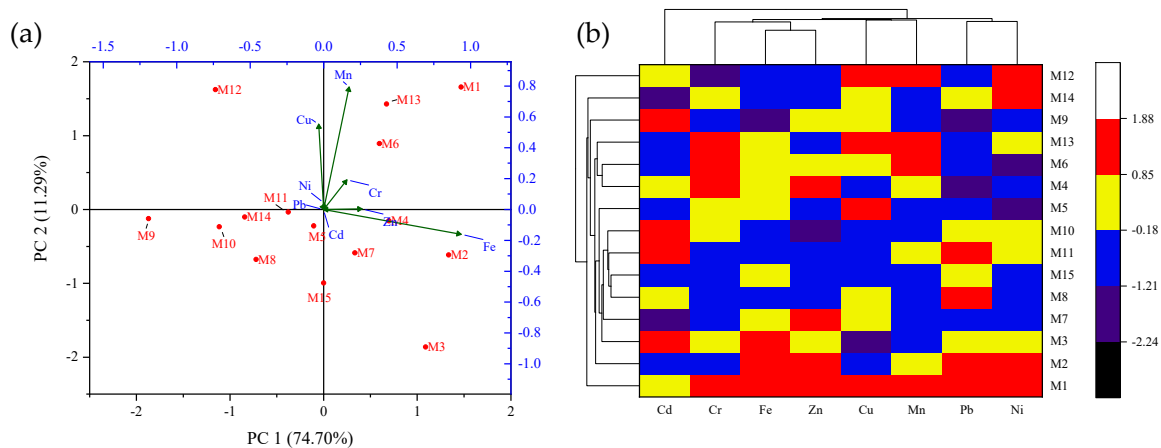 (a)
-1.5 -1.0 -0.5 0.0 0.5 1.0
2
1
0
-1
-2
PC 2 (11.29%)
0.8
0.6
0.4
0.2
0.0
-0.2
-0.4
-0.6
-0.8
-1.0
Mn
M12
M1
M13
Cu
M6
Ni
Cr
M11
Pb
M14
M9
M10
M5
Cd
Zn
M4
Fe
M8
M7
M2
M15
M3
-2 -1 0 1 2
PC 1 (74.70%)
(b)
M12
M14
M9
M13
M6
M4
M5
M10
M11
M15
M8
M7
M3
M2
M1
Cd Cr Fe Zn Cu Mn Pb Ni
1.88
0.85
-0.18
-1.21
-2.24